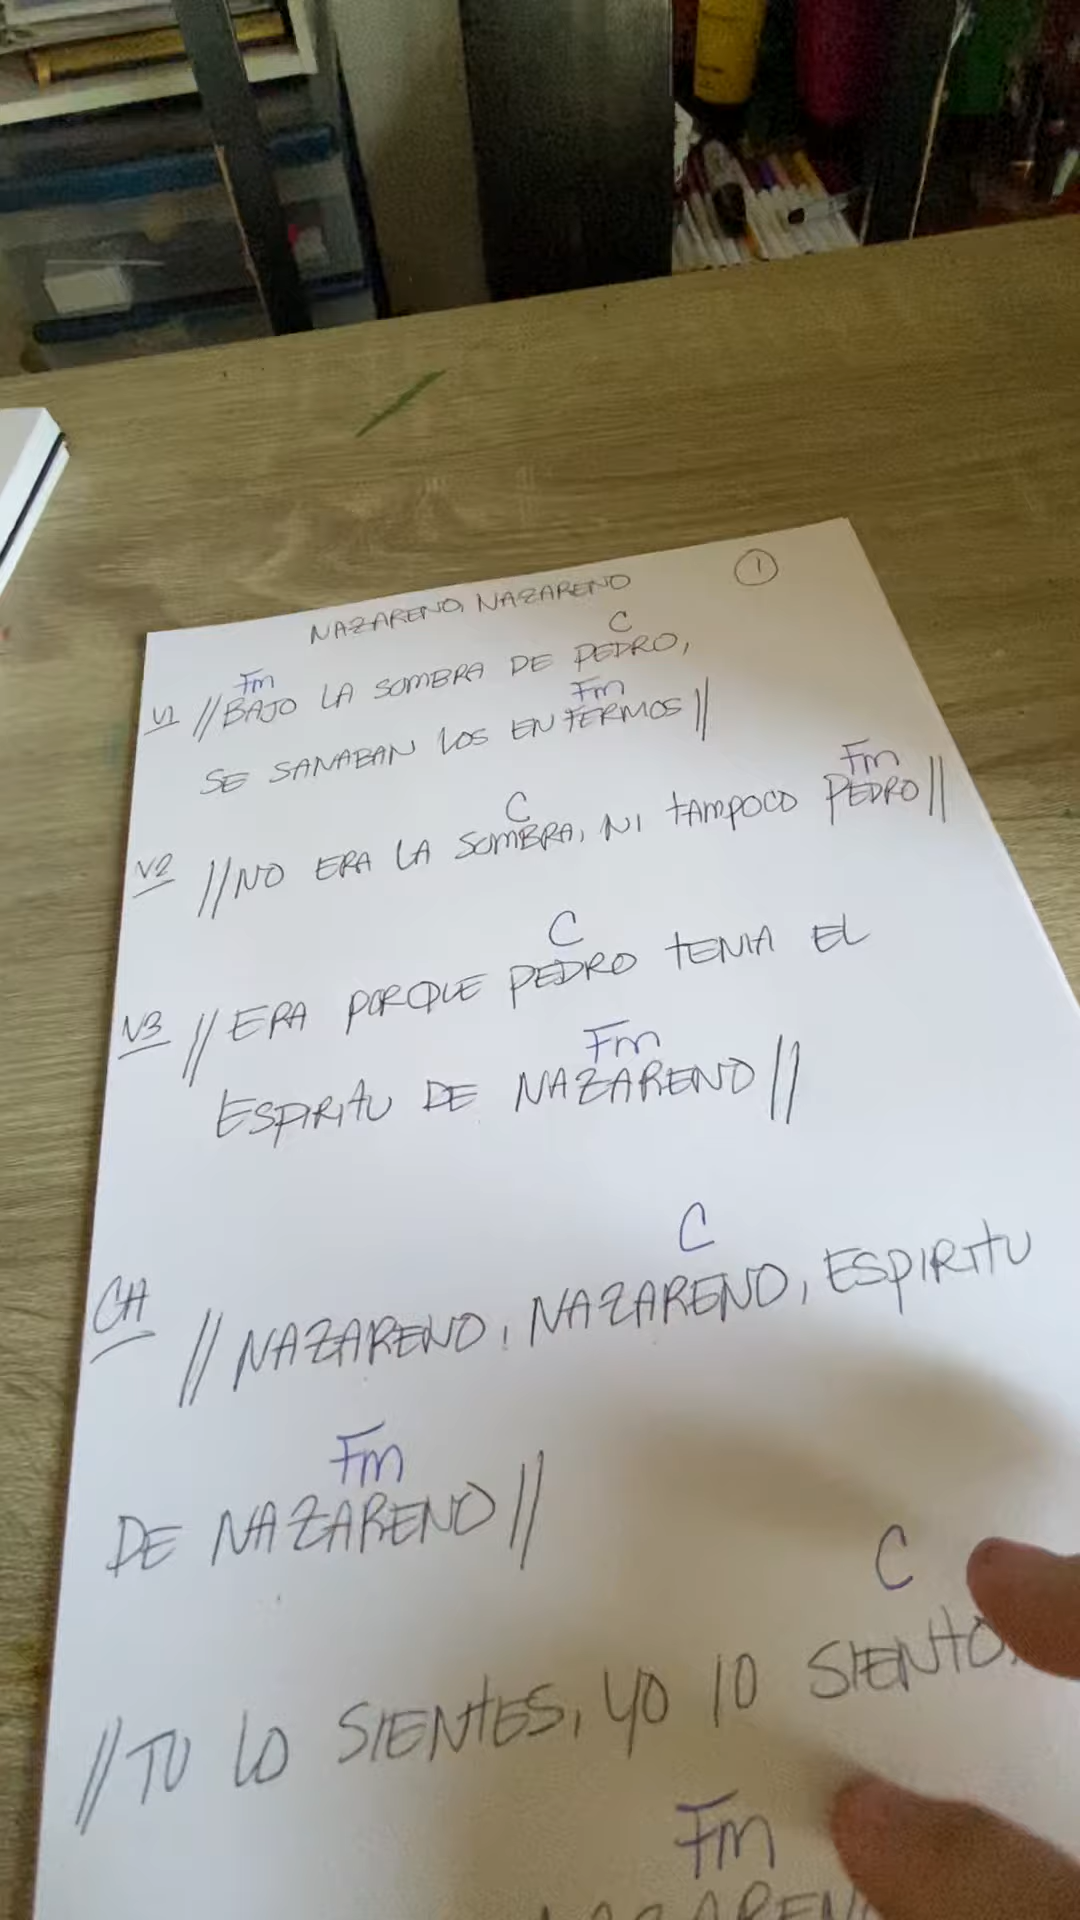 NAZARENO, NAZARENO
1
Fm C
V1 //BAJO LA SOMBRA DE PEDRO,
Fm
SE SANABAN LOS ENFERMOS//
C Fm
V2 //NO ERA LA SOMBRA, NI TAMPOCO PEDRO//
C
V3 //ERA PORQUE PEDRO TENIA EL
Fm
ESPIRITU DE NAZARENO//
C
CH //NAZARENO, NAZARENO, ESPIRITU
Fm
DE NAZARENO//
C
//TU LO SIENTES, YO LO SIENTO,
Fm